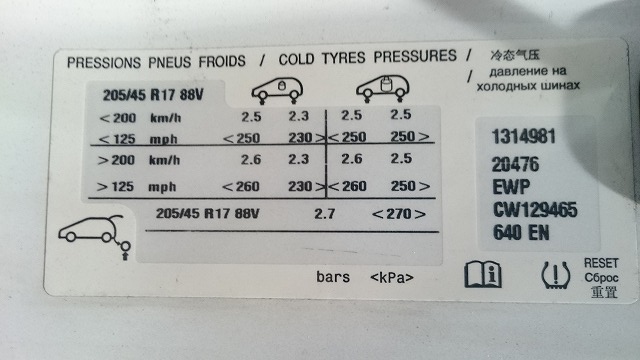 PRESSIONS PNEUS FROIDS / COLD TYRES PRESSURES / 冷态气压
/ давление на
холодных шинах
205/45 R17 88V
<200 km/h 2.5 2.3 2.5 2.5
<125 mph <250 230> <250 250>
>200 km/h 2.6 2.3 2.6 2.5
>125 mph <260 230> <260 250>
205/45 R17 88V 2.7 <270>
bars <kPa>
1314981
20476
EWP
CW129465
640 EN
RESET
Сброс
重置